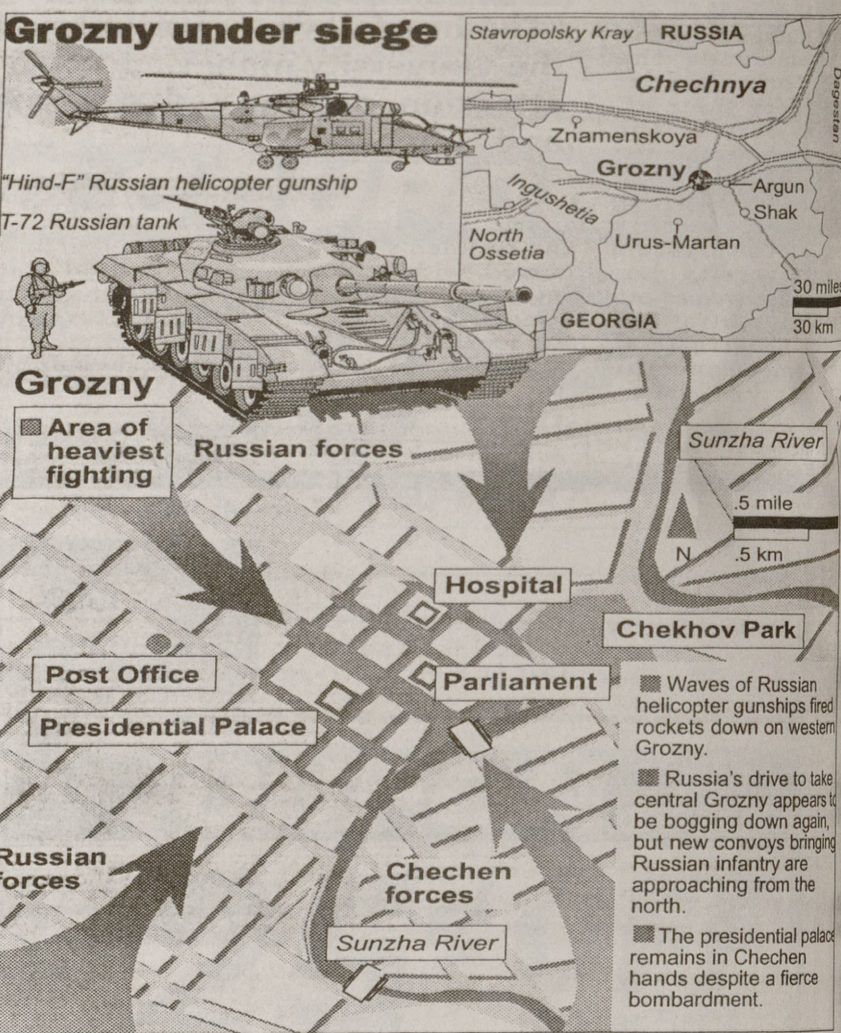 Grozny under siege
"Hind-F" Russian helicopter gunship
T-72 Russian tank
Stavropolsky Kray
RUSSIA
Chechnya
Dagestan
Znamenskoya
Grozny
Argun
Shak
Ingushetia
North
Ossetia
Urus-Martan
GEORGIA
30 miles
30 km
Grozny
Area of
heaviest
fighting
Russian forces
Sunzha River
.5 mile
.5 km
N
Hospital
Chekhov Park
Post Office
Parliament
Presidential Palace
Waves of Russian
helicopter gunships fired
rockets down on western
Grozny.
Russia's drive to take
central Grozny appears to
be bogging down again,
but new convoys bringing
Russian infantry are
approaching from the
north.
The presidential palace
remains in Chechen
hands despite a fierce
bombardment.
Russian
forces
Chechen
forces
Sunzha River